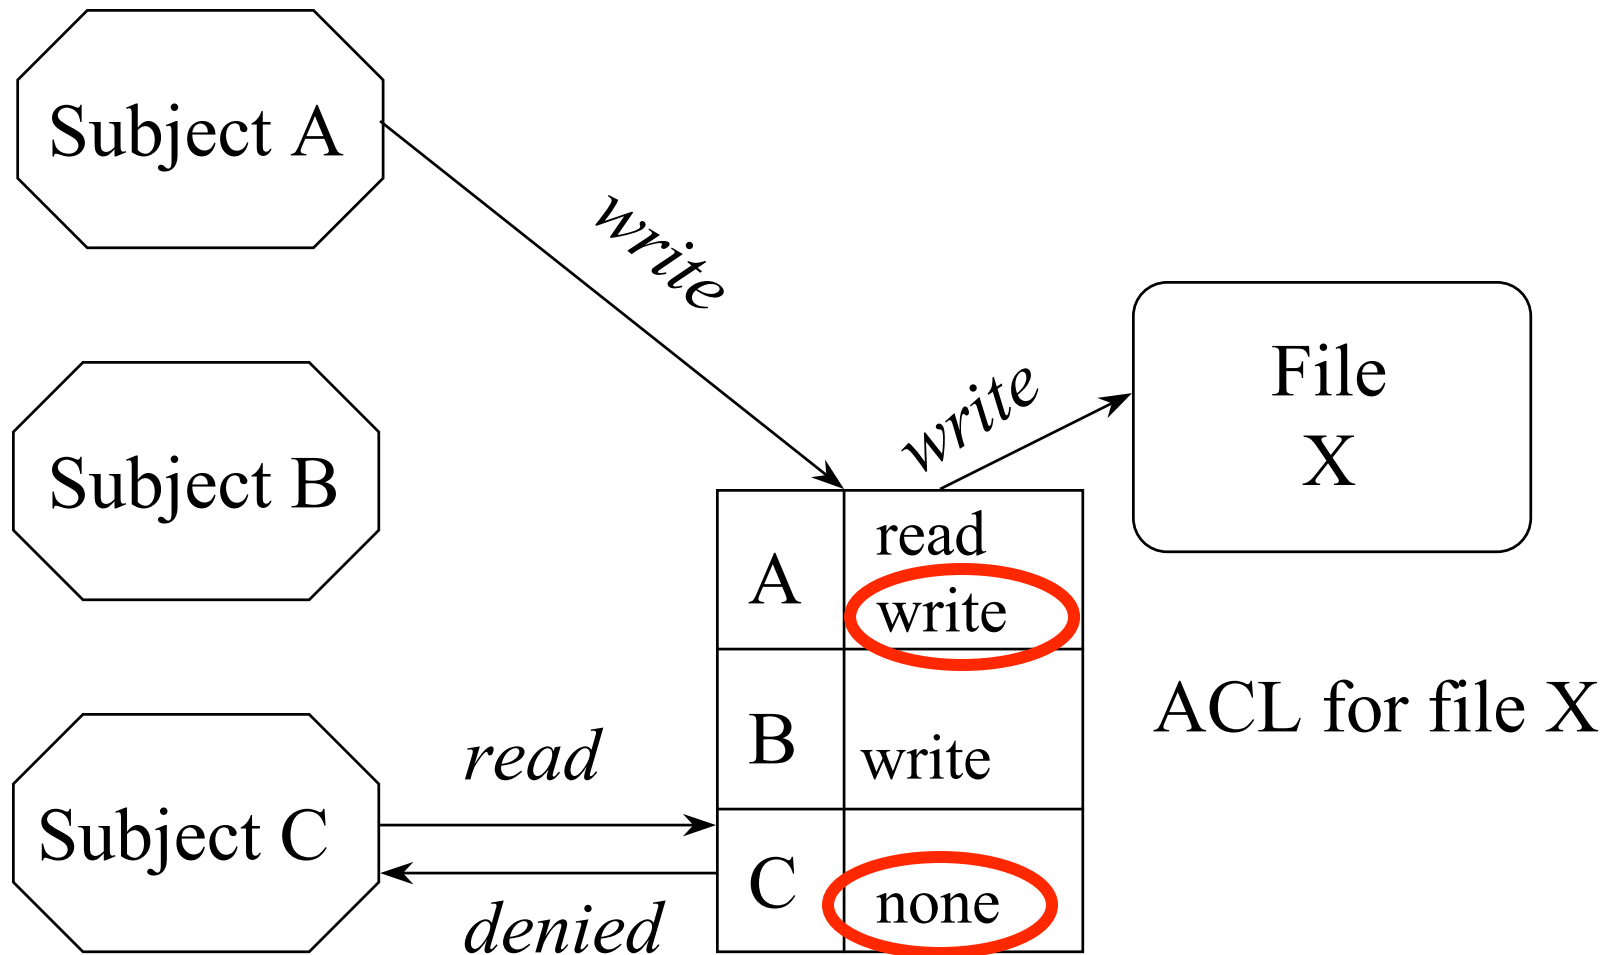 Subject A
write
Subject B
write
File
X
A
read
write
ACL for file X
B
write
Subject C
read
denied
C
none